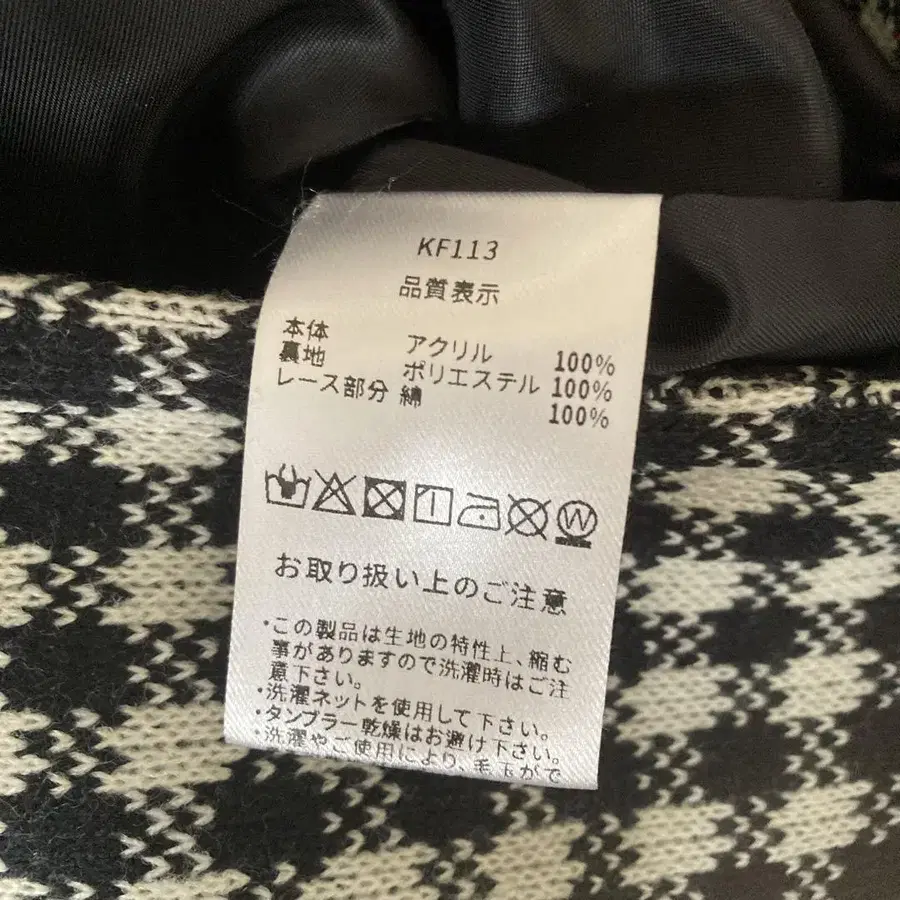 KF113
品質表示
本体 アクリル 100%
裏地 ポリエステル 100%
レース部分 綿 100%
お取り扱い上のご注意
・この製品は生地の特性上、縮む
事がありますので洗濯時はご注
意下さい。
・洗濯ネットを使用して下さい。
・タンブラー乾燥はお避け下さい。
・洗濯やご使用により、毛玉がで